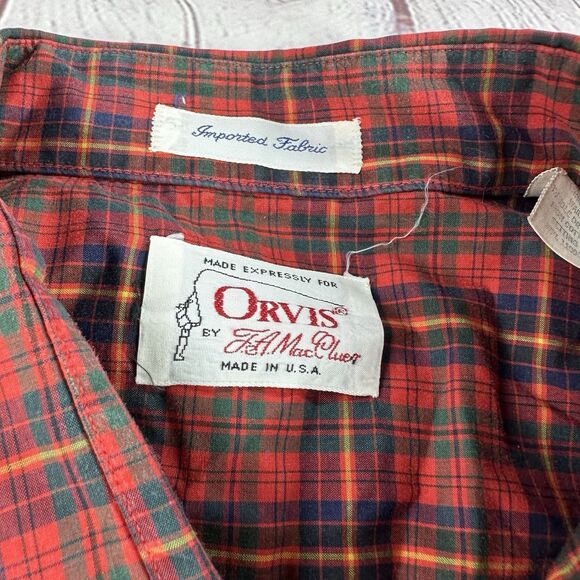 Imported Fabric
MADE EXPRESSLY FOR
ORVIS®
BY J.A. MacCluer
MADE IN U.S.A.